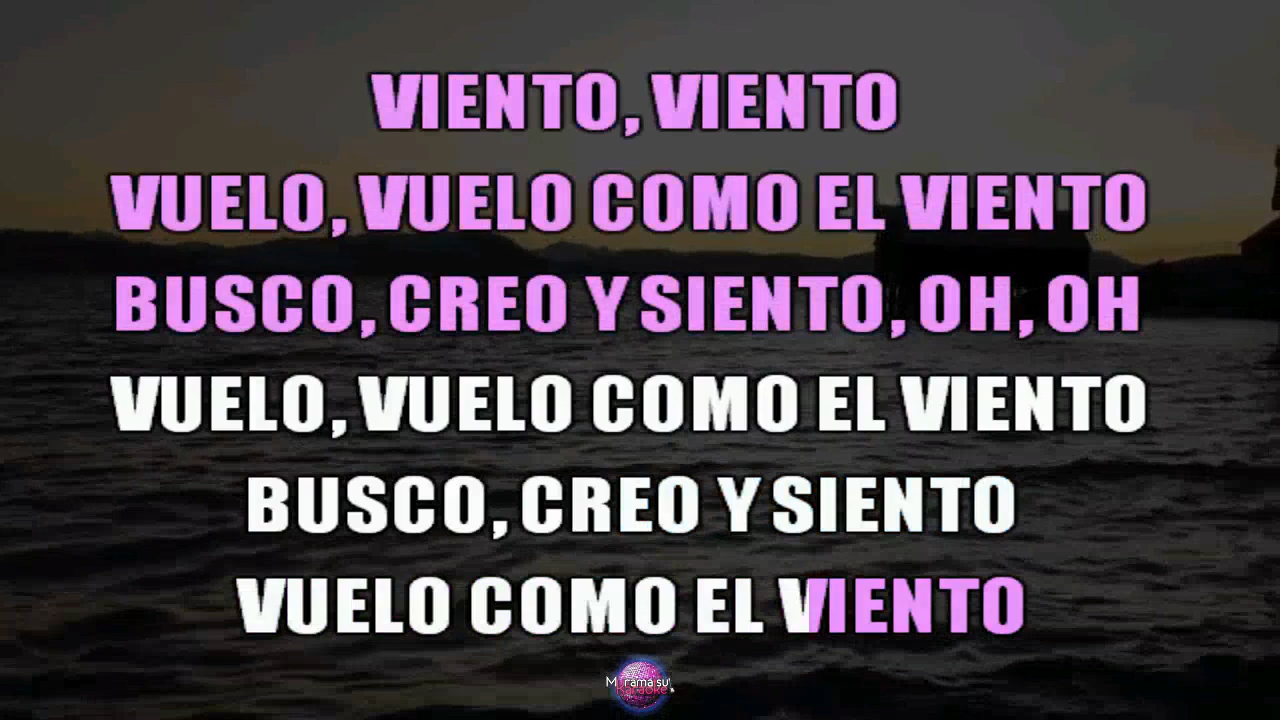 VIENTO, VIENTO
VUELO, VUELO COMO EL VIENTO
BUSCO, CREO Y SIENTO, OH, OH
VUELO, VUELO COMO EL VIENTO
BUSCO, CREO Y SIENTO
VUELO COMO EL VIENTO
Karaoke